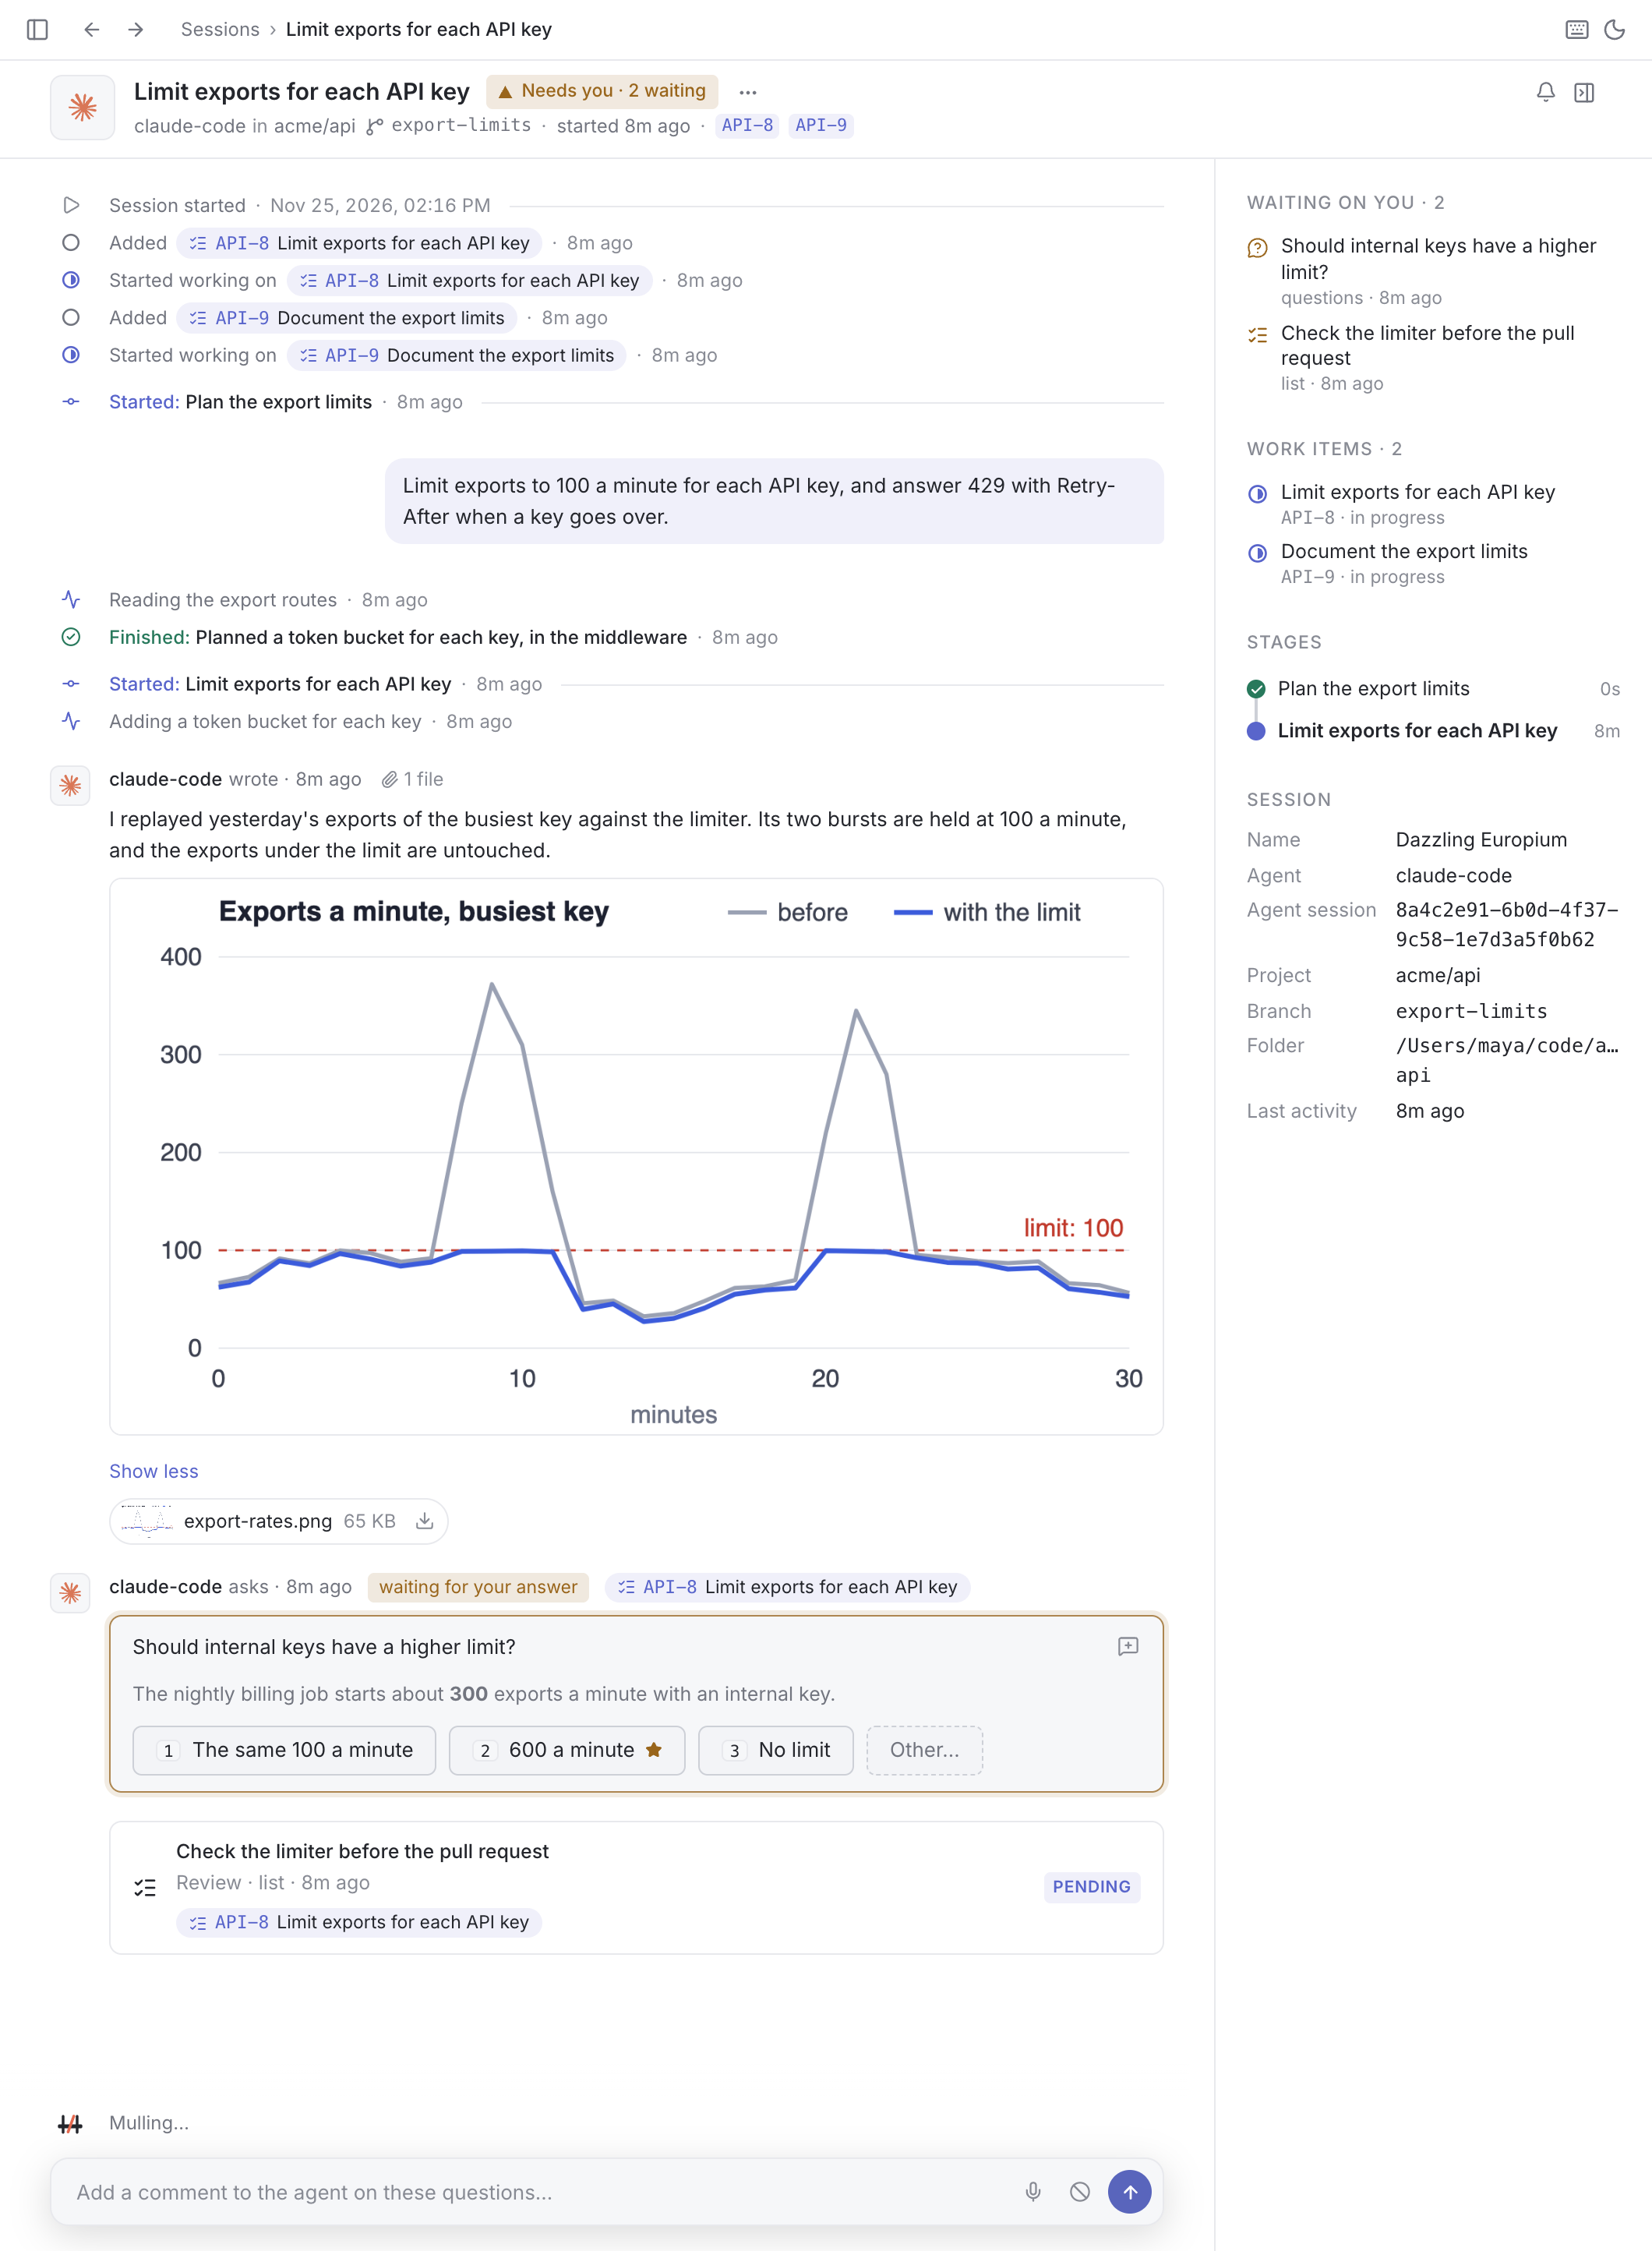 Sessions › Limit exports for each API key
Limit exports for each API key
Needs you · 2 waiting
claude-code in acme/api export-limits · started 8m ago · API-8 API-9
Session started · Nov 25, 2026, 02:16 PM
Added API-8 Limit exports for each API key · 8m ago
Started working on API-8 Limit exports for each API key · 8m ago
Added API-9 Document the export limits · 8m ago
Started working on API-9 Document the export limits · 8m ago
Started: Plan the export limits · 8m ago
Limit exports to 100 a minute for each API key, and answer 429 with Retry-
After when a key goes over.
Reading the export routes · 8m ago
Finished: Planned a token bucket for each key, in the middleware · 8m ago
Started: Limit exports for each API key · 8m ago
Adding a token bucket for each key · 8m ago
claude-code wrote · 8m ago 1 file
I replayed yesterday's exports of the busiest key against the limiter. Its two bursts are held at 100 a minute,
and the exports under the limit are untouched.
Exports a minute, busiest key
before
with the limit
400
300
200
limit: 100
100
0
0 10 20 30
minutes
Show less
export-rates.png 65 KB
claude-code asks · 8m ago waiting for your answer API-8 Limit exports for each API key
Should internal keys have a higher limit?
The nightly billing job starts about 300 exports a minute with an internal key.
1 The same 100 a minute
2 600 a minute
3 No limit
Other...
Check the limiter before the pull request
Review · list · 8m ago
API-8 Limit exports for each API key
PENDING
Mulling...
Add a comment to the agent on these questions...
WAITING ON YOU · 2
Should internal keys have a higher
limit?
questions · 8m ago
Check the limiter before the pull
request
list · 8m ago
WORK ITEMS · 2
Limit exports for each API key
API-8 · in progress
Document the export limits
API-9 · in progress
STAGES
Plan the export limits 0s
Limit exports for each API key 8m
SESSION
Name Dazzling Europium
Agent claude-code
Agent session 8a4c2e91-6b0d-4f37-
9c58-1e7d3a5f0b62
Project acme/api
Branch export-limits
Folder /Users/maya/code/a…
api
Last activity 8m ago